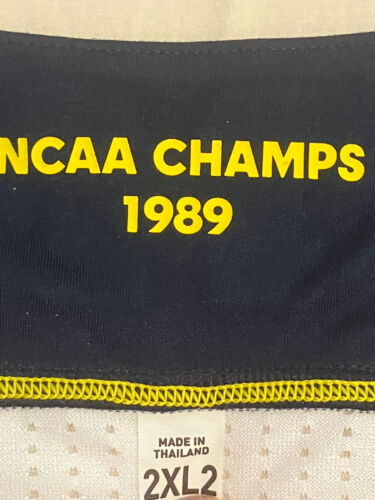 NCAA CHAMPS
1989
MADE IN
THAILAND
2XL2